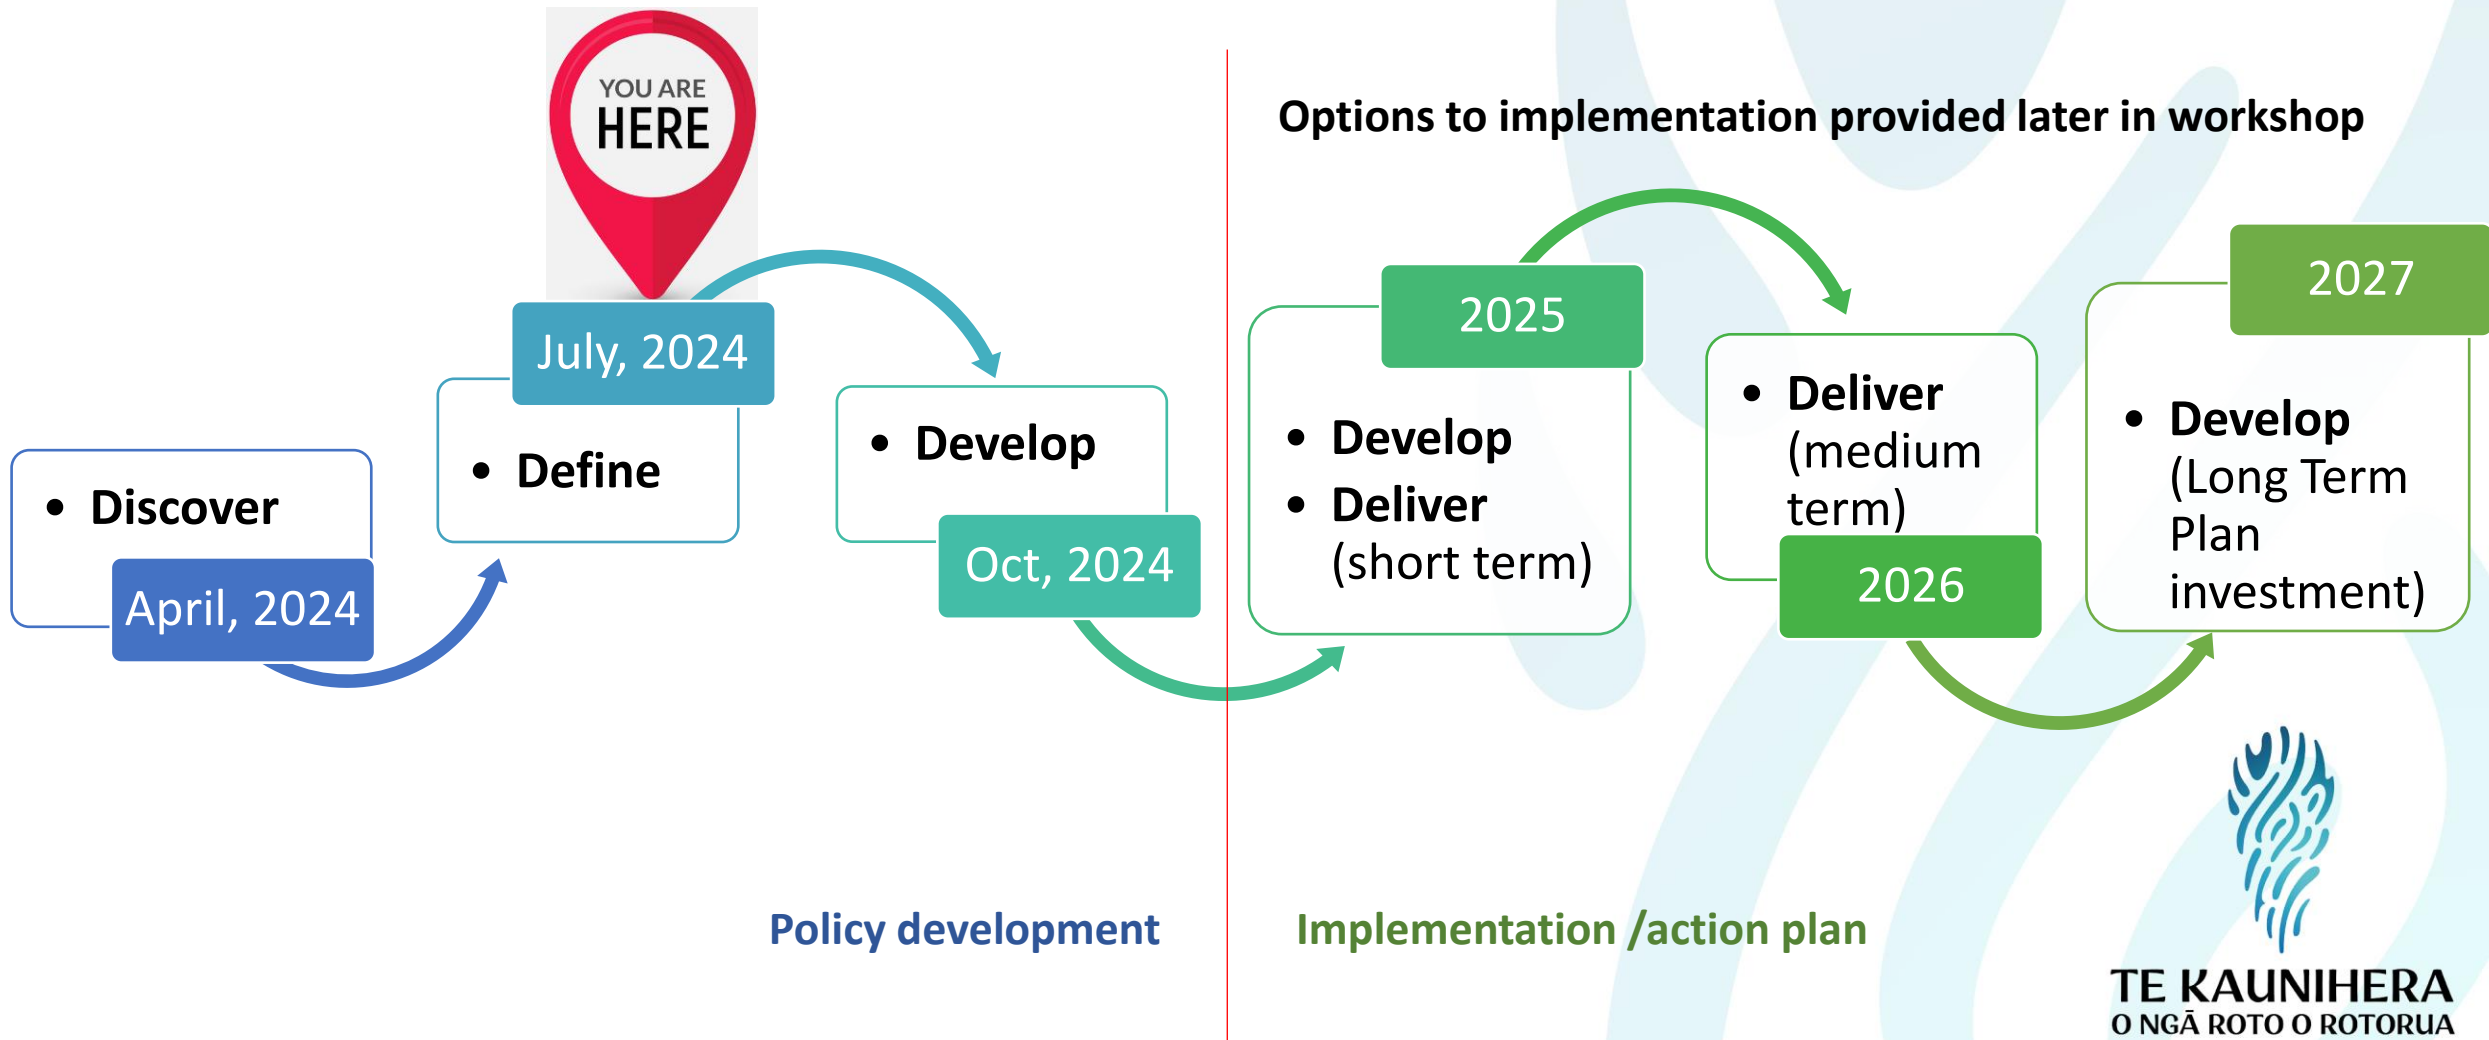 YOU ARE
HERE
Options to implementation provided later in workshop
• Discover
April, 2024
July, 2024
• Define
• Develop
Oct, 2024
2025
• Develop
• Deliver
(short term)
• Deliver
(medium
term)
2026
2027
• Develop
(Long Term
Plan
investment)
Policy development
Implementation /action plan
TE KAUNIHERA
O NGĀ ROTO O ROTORUA